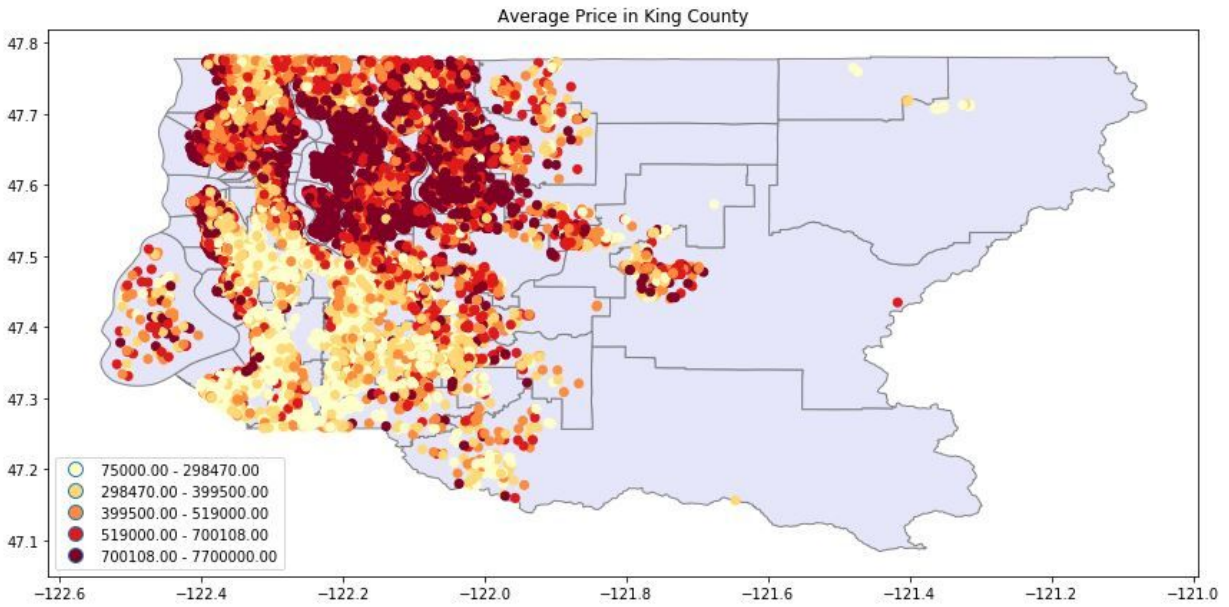 Average Price in King County
47.8
47.7
47.6
47.5
47.4
47.3
47.2
47.1
75000.00 - 298470.00
298470.00 - 399500.00
399500.00 - 519000.00
519000.00 - 700108.00
700108.00 - 7700000.00
−122.6 −122.4 −122.2 −122.0 −121.8 −121.6 −121.4 −121.2 −121.0